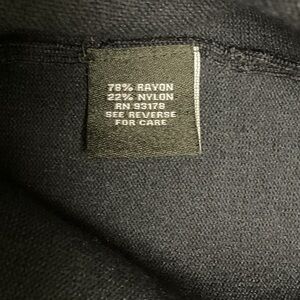 78% RAYON
22% NYLON
RN 93178
SEE REVERSE
FOR CARE